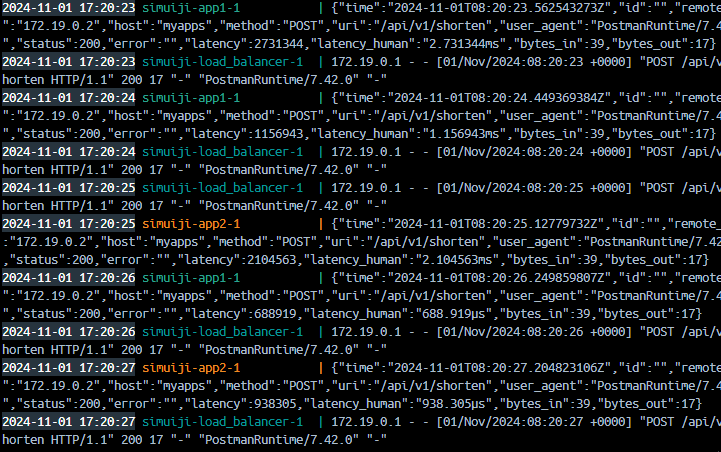 2024-11-01 17:20:23 simuiji-app1-1 | {"time":"2024-11-01T08:20:23.562543273Z","id":"","remote
":"172.19.0.2","host":"myapps","method":"POST","uri":"/api/v1/shorten","user_agent":"PostmanRuntime/7.4
,"status":200,"error":"","latency":2731344,"latency_human":"2.731344ms","bytes_in":39,"bytes_out":17}
2024-11-01 17:20:23 simuiji-load_balancer-1 | 172.19.0.1 - - [01/Nov/2024:08:20:23 +0000] "POST /api/v
horten HTTP/1.1" 200 17 "-" "PostmanRuntime/7.42.0" "-"
2024-11-01 17:20:24 simuiji-app1-1 | {"time":"2024-11-01T08:20:24.449369384Z","id":"","remote
":"172.19.0.2","host":"myapps","method":"POST","uri":"/api/v1/shorten","user_agent":"PostmanRuntime/7.4
","status":200,"error":"","latency":1156943,"latency_human":"1.156943ms","bytes_in":39,"bytes_out":17}
2024-11-01 17:20:24 simuiji-load_balancer-1 | 172.19.0.1 - - [01/Nov/2024:08:20:24 +0000] "POST /api/v
horten HTTP/1.1" 200 17 "-" "PostmanRuntime/7.42.0" "-"
2024-11-01 17:20:25 simuiji-load_balancer-1 | 172.19.0.1 - - [01/Nov/2024:08:20:25 +0000] "POST /api/v
horten HTTP/1.1" 200 17 "-" "PostmanRuntime/7.42.0" "-"
2024-11-01 17:20:25 simuiji-app2-1 | {"time":"2024-11-01T08:20:25.12779732Z","id":"","remote_
:"172.19.0.2","host":"myapps","method":"POST","uri":"/api/v1/shorten","user_agent":"PostmanRuntime/7.42
,"status":200,"error":"","latency":2104563,"latency_human":"2.104563ms","bytes_in":39,"bytes_out":17}
2024-11-01 17:20:26 simuiji-app1-1 | {"time":"2024-11-01T08:20:26.249859807Z","id":"","remote
":"172.19.0.2","host":"myapps","method":"POST","uri":"/api/v1/shorten","user_agent":"PostmanRuntime/7.4
","status":200,"error":"","latency":688919,"latency_human":"688.919µs","bytes_in":39,"bytes_out":17}
2024-11-01 17:20:26 simuiji-load_balancer-1 | 172.19.0.1 - - [01/Nov/2024:08:20:26 +0000] "POST /api/v
horten HTTP/1.1" 200 17 "-" "PostmanRuntime/7.42.0" "-"
2024-11-01 17:20:27 simuiji-app2-1 | {"time":"2024-11-01T08:20:27.204823106Z","id":"","remote
":"172.19.0.2","host":"myapps","method":"POST","uri":"/api/v1/shorten","user_agent":"PostmanRuntime/7.4
","status":200,"error":"","latency":938305,"latency_human":"938.305µs","bytes_in":39,"bytes_out":17}
2024-11-01 17:20:27 simuiji-load_balancer-1 | 172.19.0.1 - - [01/Nov/2024:08:20:27 +0000] "POST /api/v
horten HTTP/1.1" 200 17 "-" "PostmanRuntime/7.42.0" "-"